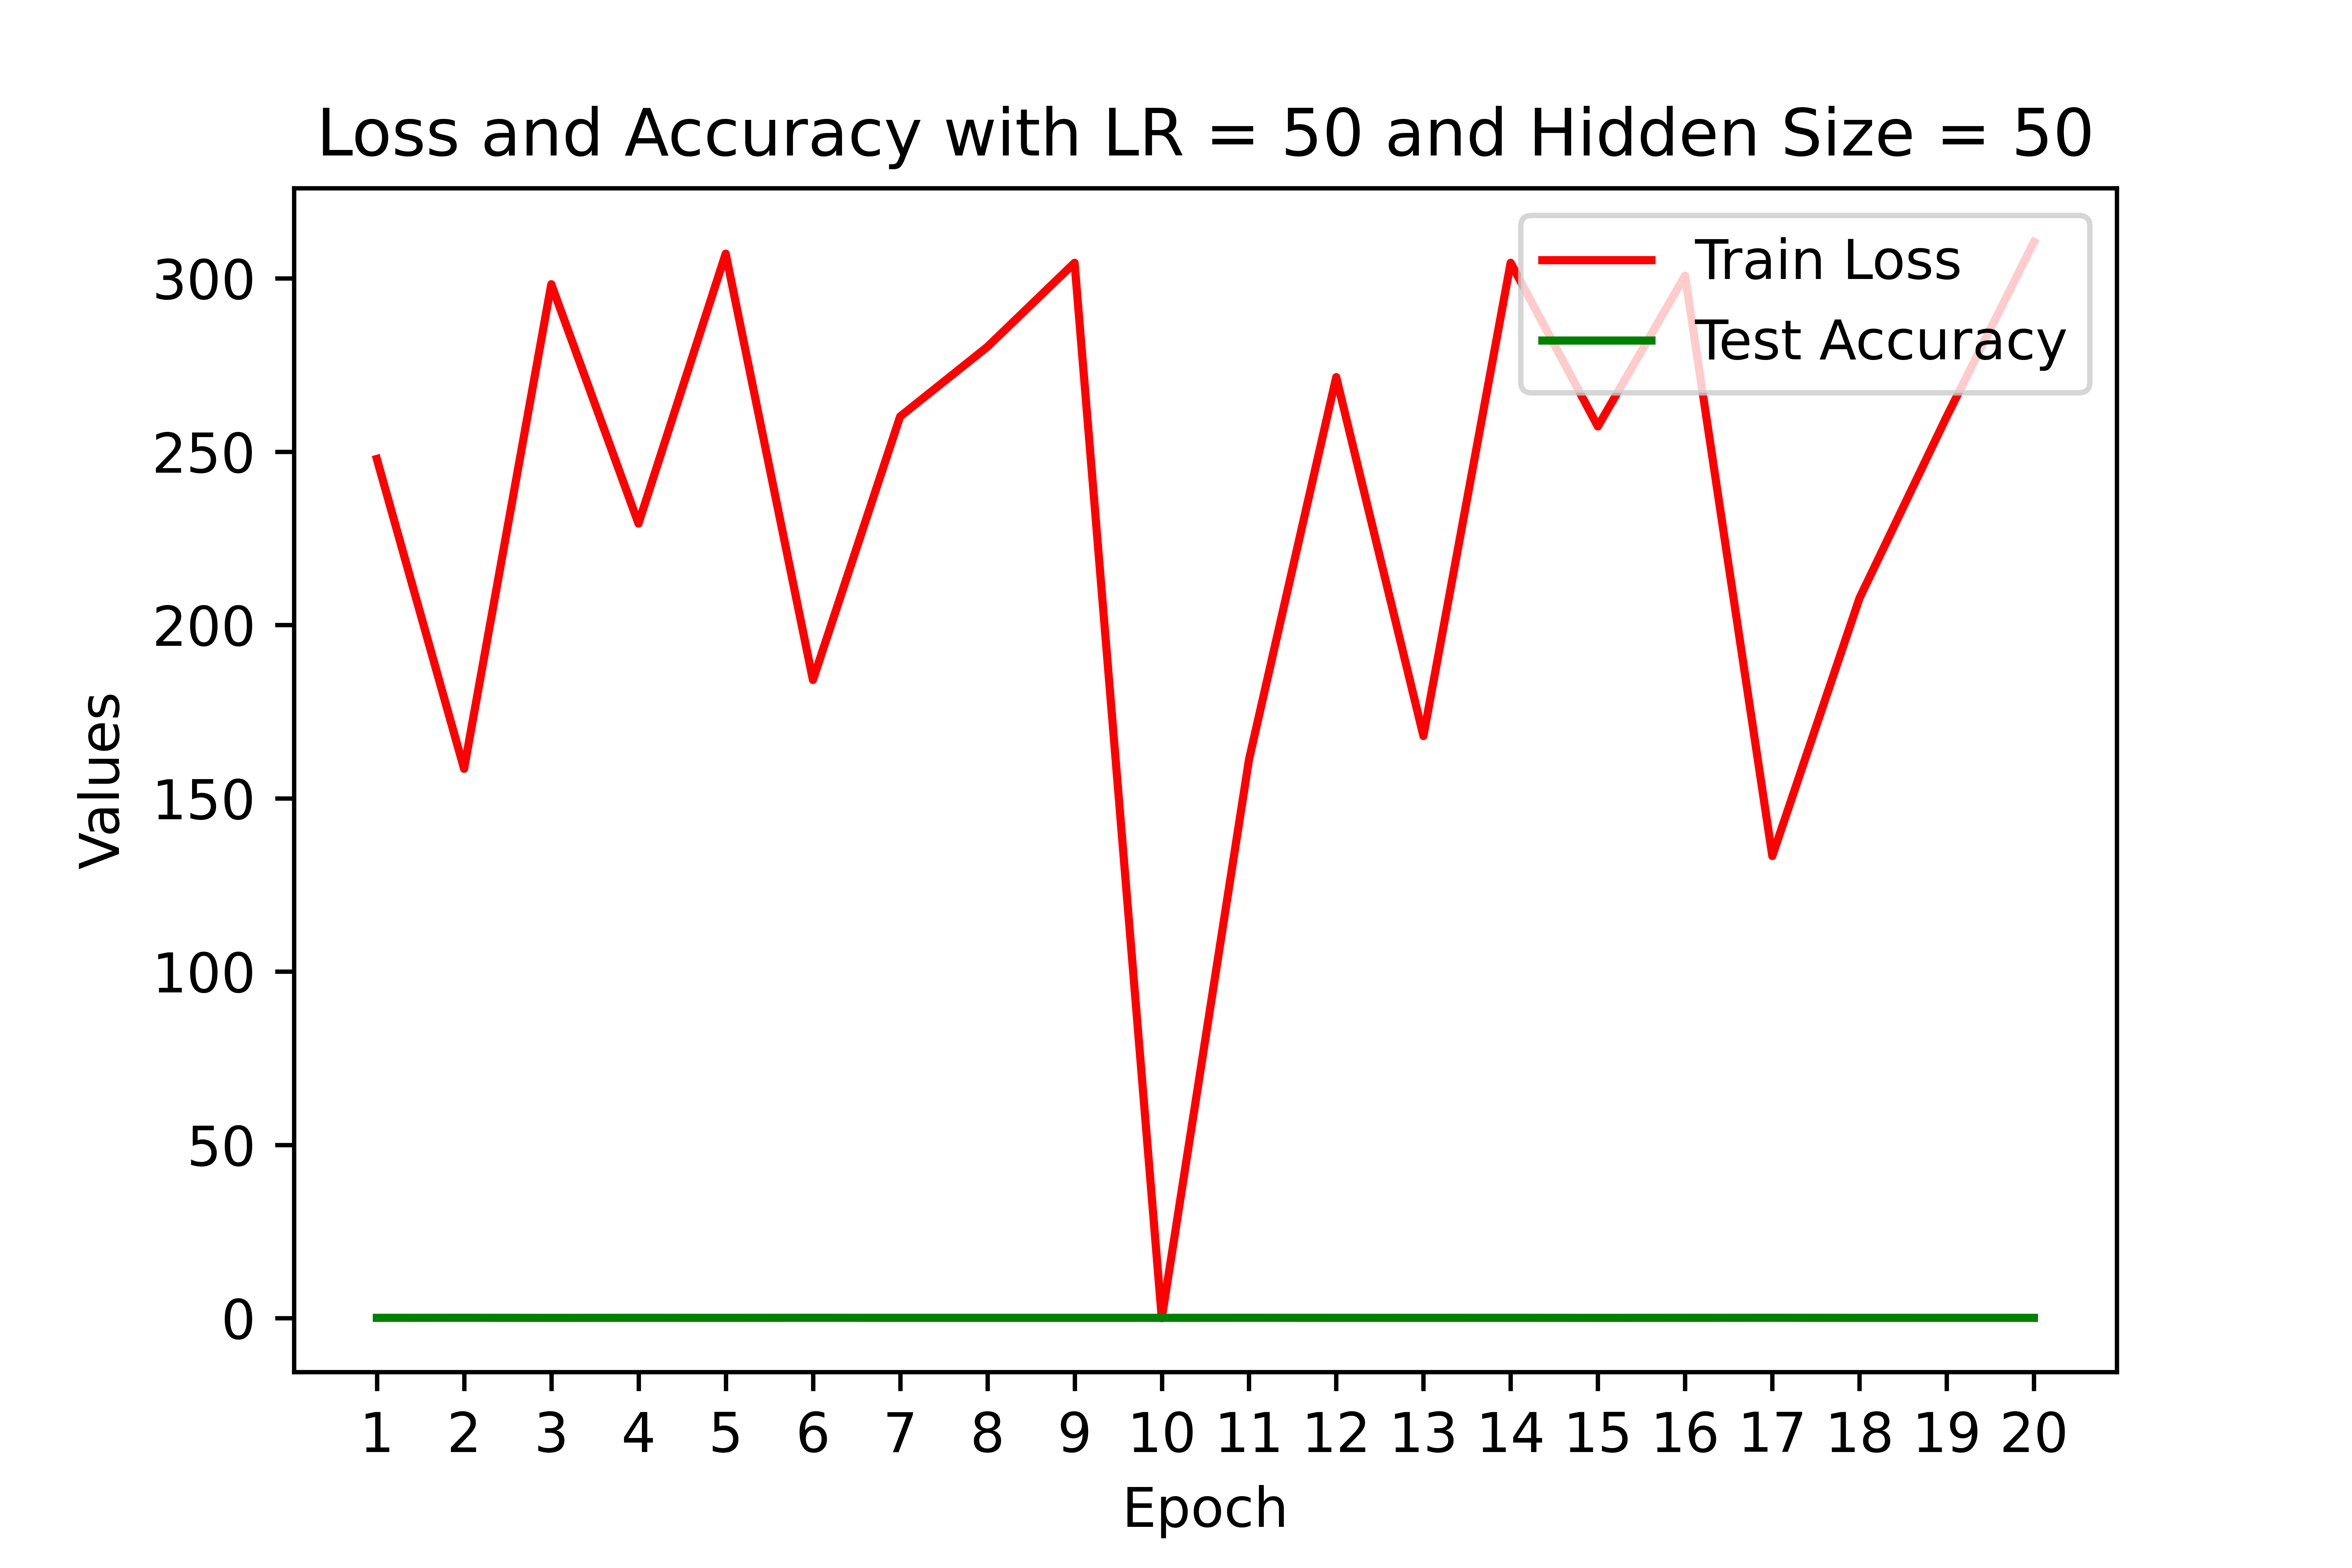 Loss and Accuracy with LR = 50 and Hidden Size = 50
Train Loss
Test Accuracy
300
250
200
150
100
50
0
Values
1 2 3 4 5 6 7 8 9 10 11 12 13 14 15 16 17 18 19 20
Epoch